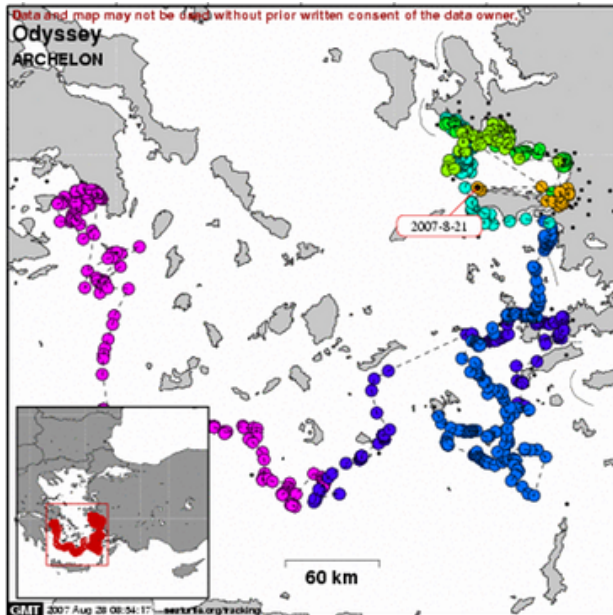 Data and map may not be used without prior written consent of the data owner.
Odyssey
ARCHELON
2007-8-21
60 km
GMT 2007 Aug 28 08:54:17 seaturtle.org/tracking